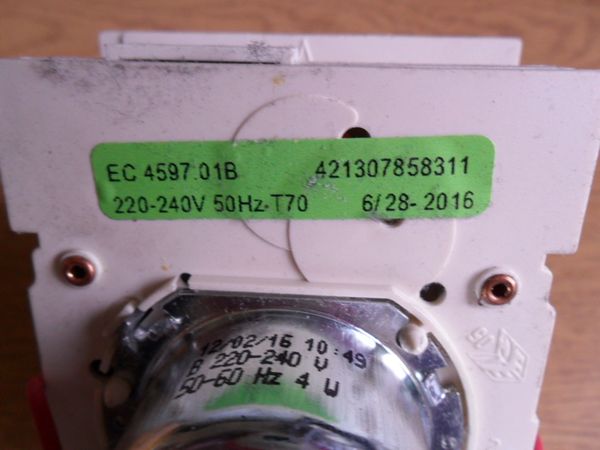 EC 4597.01B 421307858311
220-240V 50Hz-T70 6/28- 2016
12/02/16 10:49
B 220-240 V
50-60 Hz 4 W